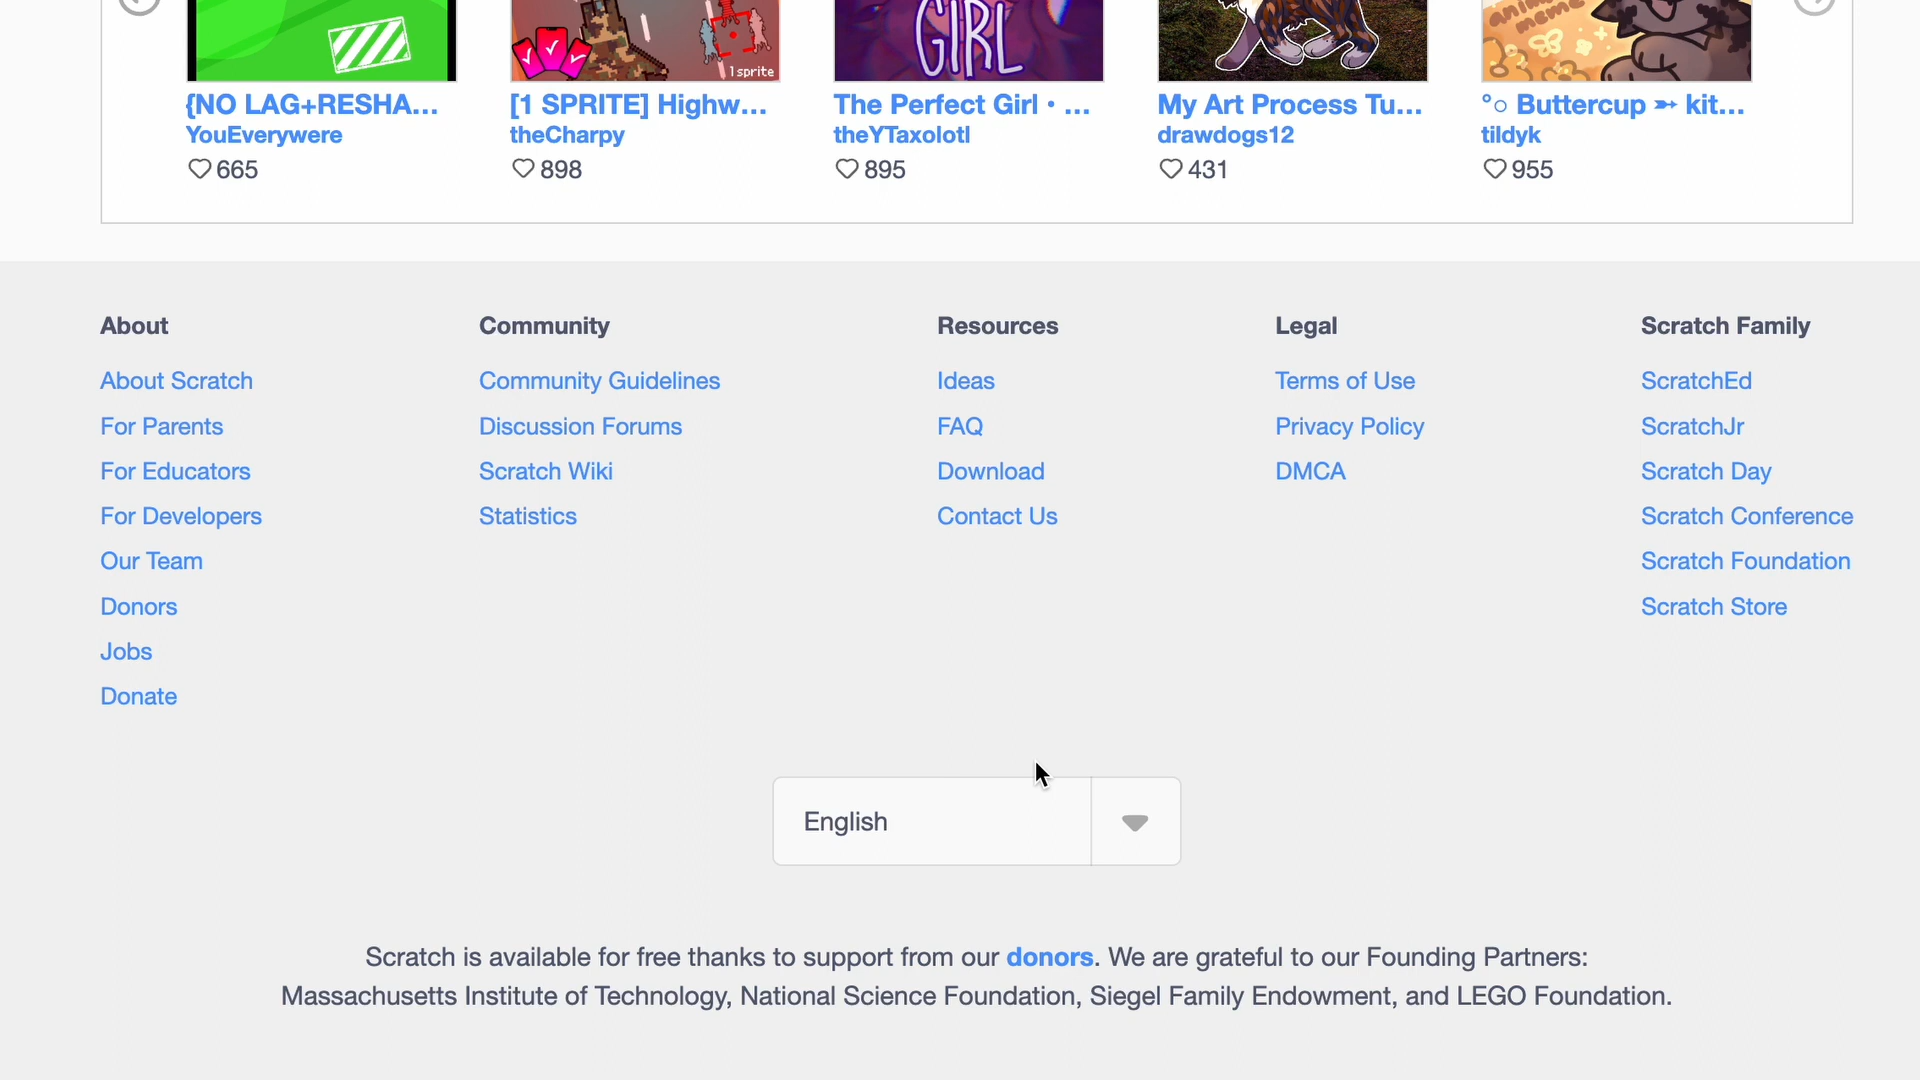 GIRL
1 sprite
animation
meme
{NO LAG+RESHA...
YouEverywere
665
[1 SPRITE] Highw...
theCharpy
898
The Perfect Girl • ...
theYTaxolotl
895
My Art Process Tu...
drawdogs12
431
°○ Buttercup ➵ kit...
tildyk
955
About
About Scratch
For Parents
For Educators
For Developers
Our Team
Donors
Jobs
Donate
Community
Community Guidelines
Discussion Forums
Scratch Wiki
Statistics
Resources
Ideas
FAQ
Download
Contact Us
Legal
Terms of Use
Privacy Policy
DMCA
Scratch Family
ScratchEd
ScratchJr
Scratch Day
Scratch Conference
Scratch Foundation
Scratch Store
English
Scratch is available for free thanks to support from our donors. We are grateful to our Founding Partners:
Massachusetts Institute of Technology, National Science Foundation, Siegel Family Endowment, and LEGO Foundation.